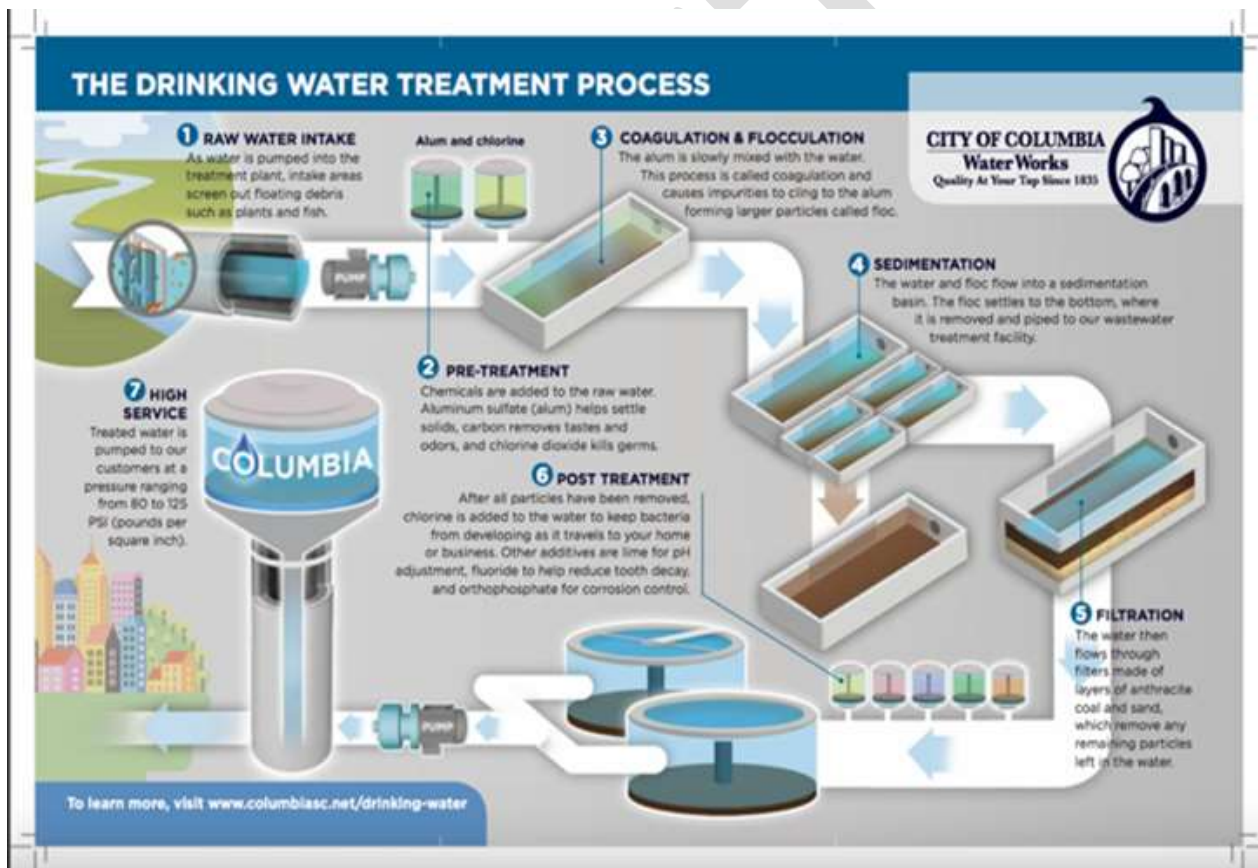 THE DRINKING WATER TREATMENT PROCESS
CITY OF COLUMBIA
Water Works
Quality At Your Tap Since 1835
1 RAW WATER INTAKE
As water is pumped into the
treatment plant, intake areas
screen out floating debris
such as plants and fish.
Alum and chlorine
PUMP
2 PRE-TREATMENT
Chemicals are added to the raw water.
Aluminum sulfate (alum) helps settle
solids, carbon removes tastes and
odors, and chlorine dioxide kills germs.
3 COAGULATION & FLOCCULATION
The alum is slowly mixed with the water.
This process is called coagulation and
causes impurities to cling to the alum
forming larger particles called floc.
4 SEDIMENTATION
The water and floc flow into a sedimentation
basin. The floc settles to the bottom, where
it is removed and piped to our wastewater
treatment facility.
5 FILTRATION
The water then
flows through
filters made of
layers of anthracite
coal and sand,
which remove any
remaining particles
left in the water.
6 POST TREATMENT
After all particles have been removed,
chlorine is added to the water to keep bacteria
from developing as it travels to your home
or business. Other additives are lime for pH
adjustment, fluoride to help reduce tooth decay,
and orthophosphate for corrosion control.
PUMP
7 HIGH
SERVICE
Treated water is
pumped to our
customers at a
pressure ranging
from 60 to 125
PSI (pounds per
square inch).
COLUMBIA
To learn more, visit www.columbiasc.net/drinking-water